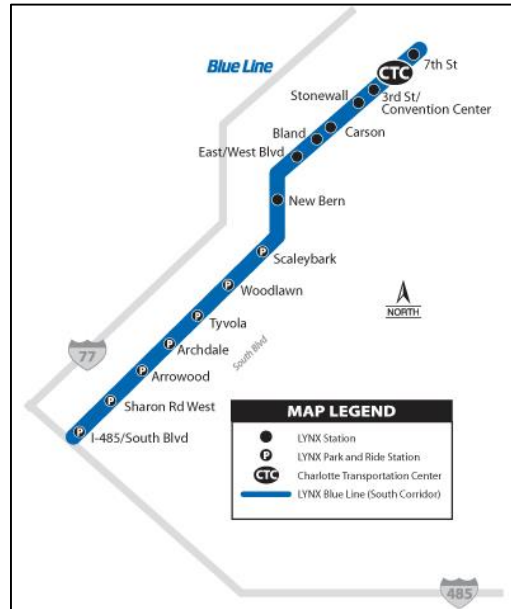 Blue Line
CTC
7th St
Stonewall
3rd St/
Convention Center
Bland
Carson
East/West Blvd
New Bern
P
Scaleybark
P
Woodlawn
NORTH
P
Tyvola
South Blvd
P
Archdale
77
P
Arrowood
P
Sharon Rd West
P
I-485/South Blvd
MAP LEGEND
LYNX Station
P
LYNX Park and Ride Station
CTC
Charlotte Transportation Center
LYNX Blue Line (South Corridor)
485